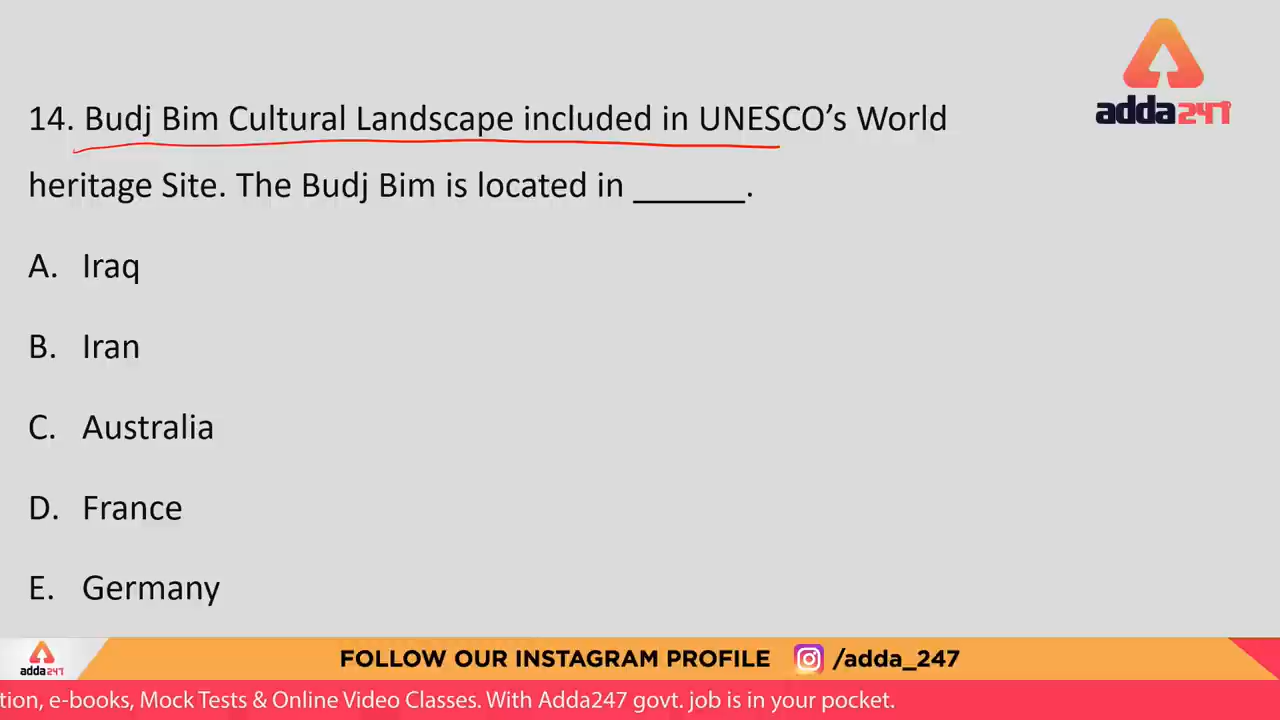 adda247
14. Budj Bim Cultural Landscape included in UNESCO’s World
heritage Site. The Budj Bim is located in ______.
A. Iraq
B. Iran
C. Australia
D. France
E. Germany
adda247
FOLLOW OUR INSTAGRAM PROFILE /adda_247
tion, e-books, Mock Tests & Online Video Classes. With Adda247 govt. job is in your pocket.